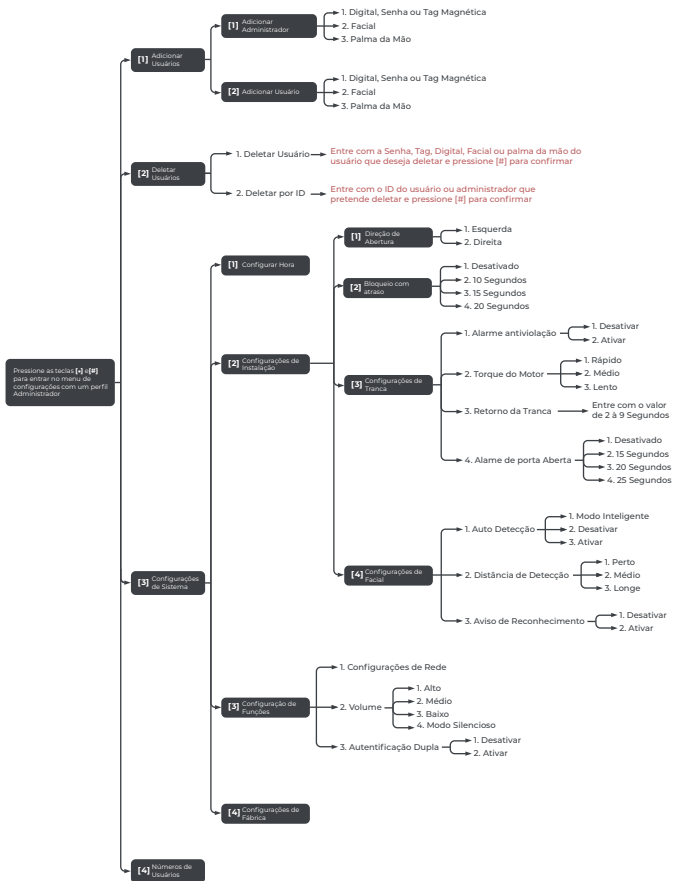 Pressione as teclas [*] e[#]
para entrar no menu de
configurações com um perfil
Administrador
[1] Adicionar
Usuários
[1] Adicionar
Administrador
1. Digital, Senha ou Tag Magnética
2. Facial
3. Palma da Mão
[2] Adicionar Usuário
1. Digital, Senha ou Tag Magnética
2. Facial
3. Palma da Mão
[2] Deletar
Usuários
1. Deletar Usuário
Entre com a Senha, Tag, Digital, Facial ou palma da mão do
usuário que deseja deletar e pressione [#] para confirmar
2. Deletar por ID
Entre com o ID do usuário ou administrador que
pretende deletar e pressione [#] para confirmar
[3] Configurações
de Sistema
[1] Configurar Hora
[2] Configurações de
Instalação
[1] Direção de
Abertura
1. Esquerda
2. Direita
[2] Bloqueio com
atraso
1. Desativado
2. 10 Segundos
3. 15 Segundos
4. 20 Segundos
[3] Configurações de
Tranca
1. Alarme antiviolação
1. Desativar
2. Ativar
2. Torque do Motor
1. Rápido
2. Médio
3. Lento
3. Retorno da Tranca
Entre com o valor
de 2 à 9 Segundos
4. Alame de porta Aberta
1. Desativado
2. 15 Segundos
3. 20 Segundos
4. 25 Segundos
[4] Configurações de
Facial
1. Auto Detecção
1. Modo Inteligente
2. Desativar
3. Ativar
2. Distância de Detecção
1. Perto
2. Médio
3. Longe
3. Aviso de Reconhecimento
1. Desativar
2. Ativar
[3] Configuração de
Funções
1. Configurações de Rede
2. Volume
1. Alto
2. Médio
3. Baixo
4. Modo Silencioso
3. Autentificação Dupla
1. Desativar
2. Ativar
[4] Configurações de
Fábrica
[4] Números de
Usuários